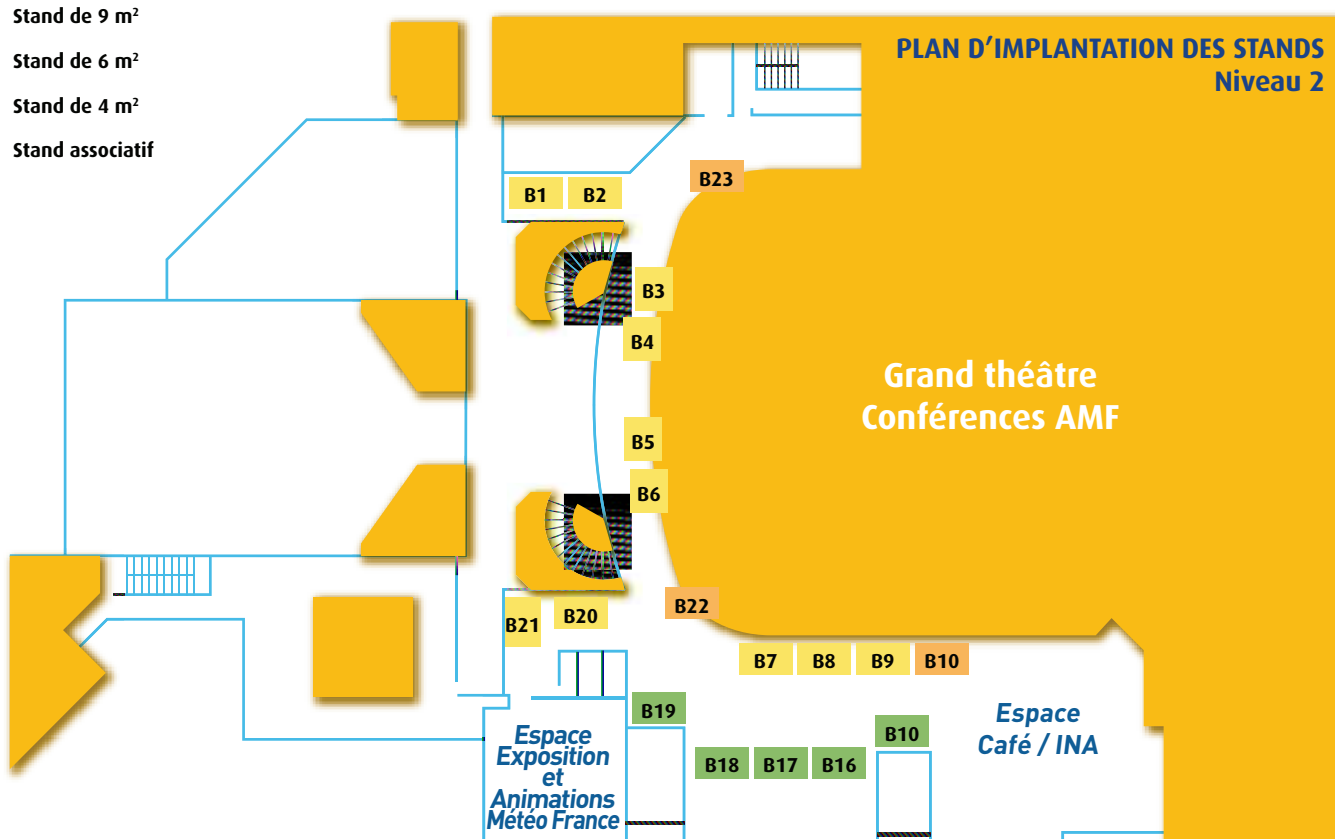 Stand de 9 m²
Stand de 6 m²
Stand de 4 m²
Stand associatif
PLAN D’IMPLANTATION DES STANDS
Niveau 2
B23
B1
B2
B3
B4
Grand théâtre
Conférences AMF
B5
B6
B22
B21
B20
B7
B8
B9
B10
B19
Espace
Café / INA
B10
Espace
Exposition
et
Animations
Météo France
B18
B17
B16